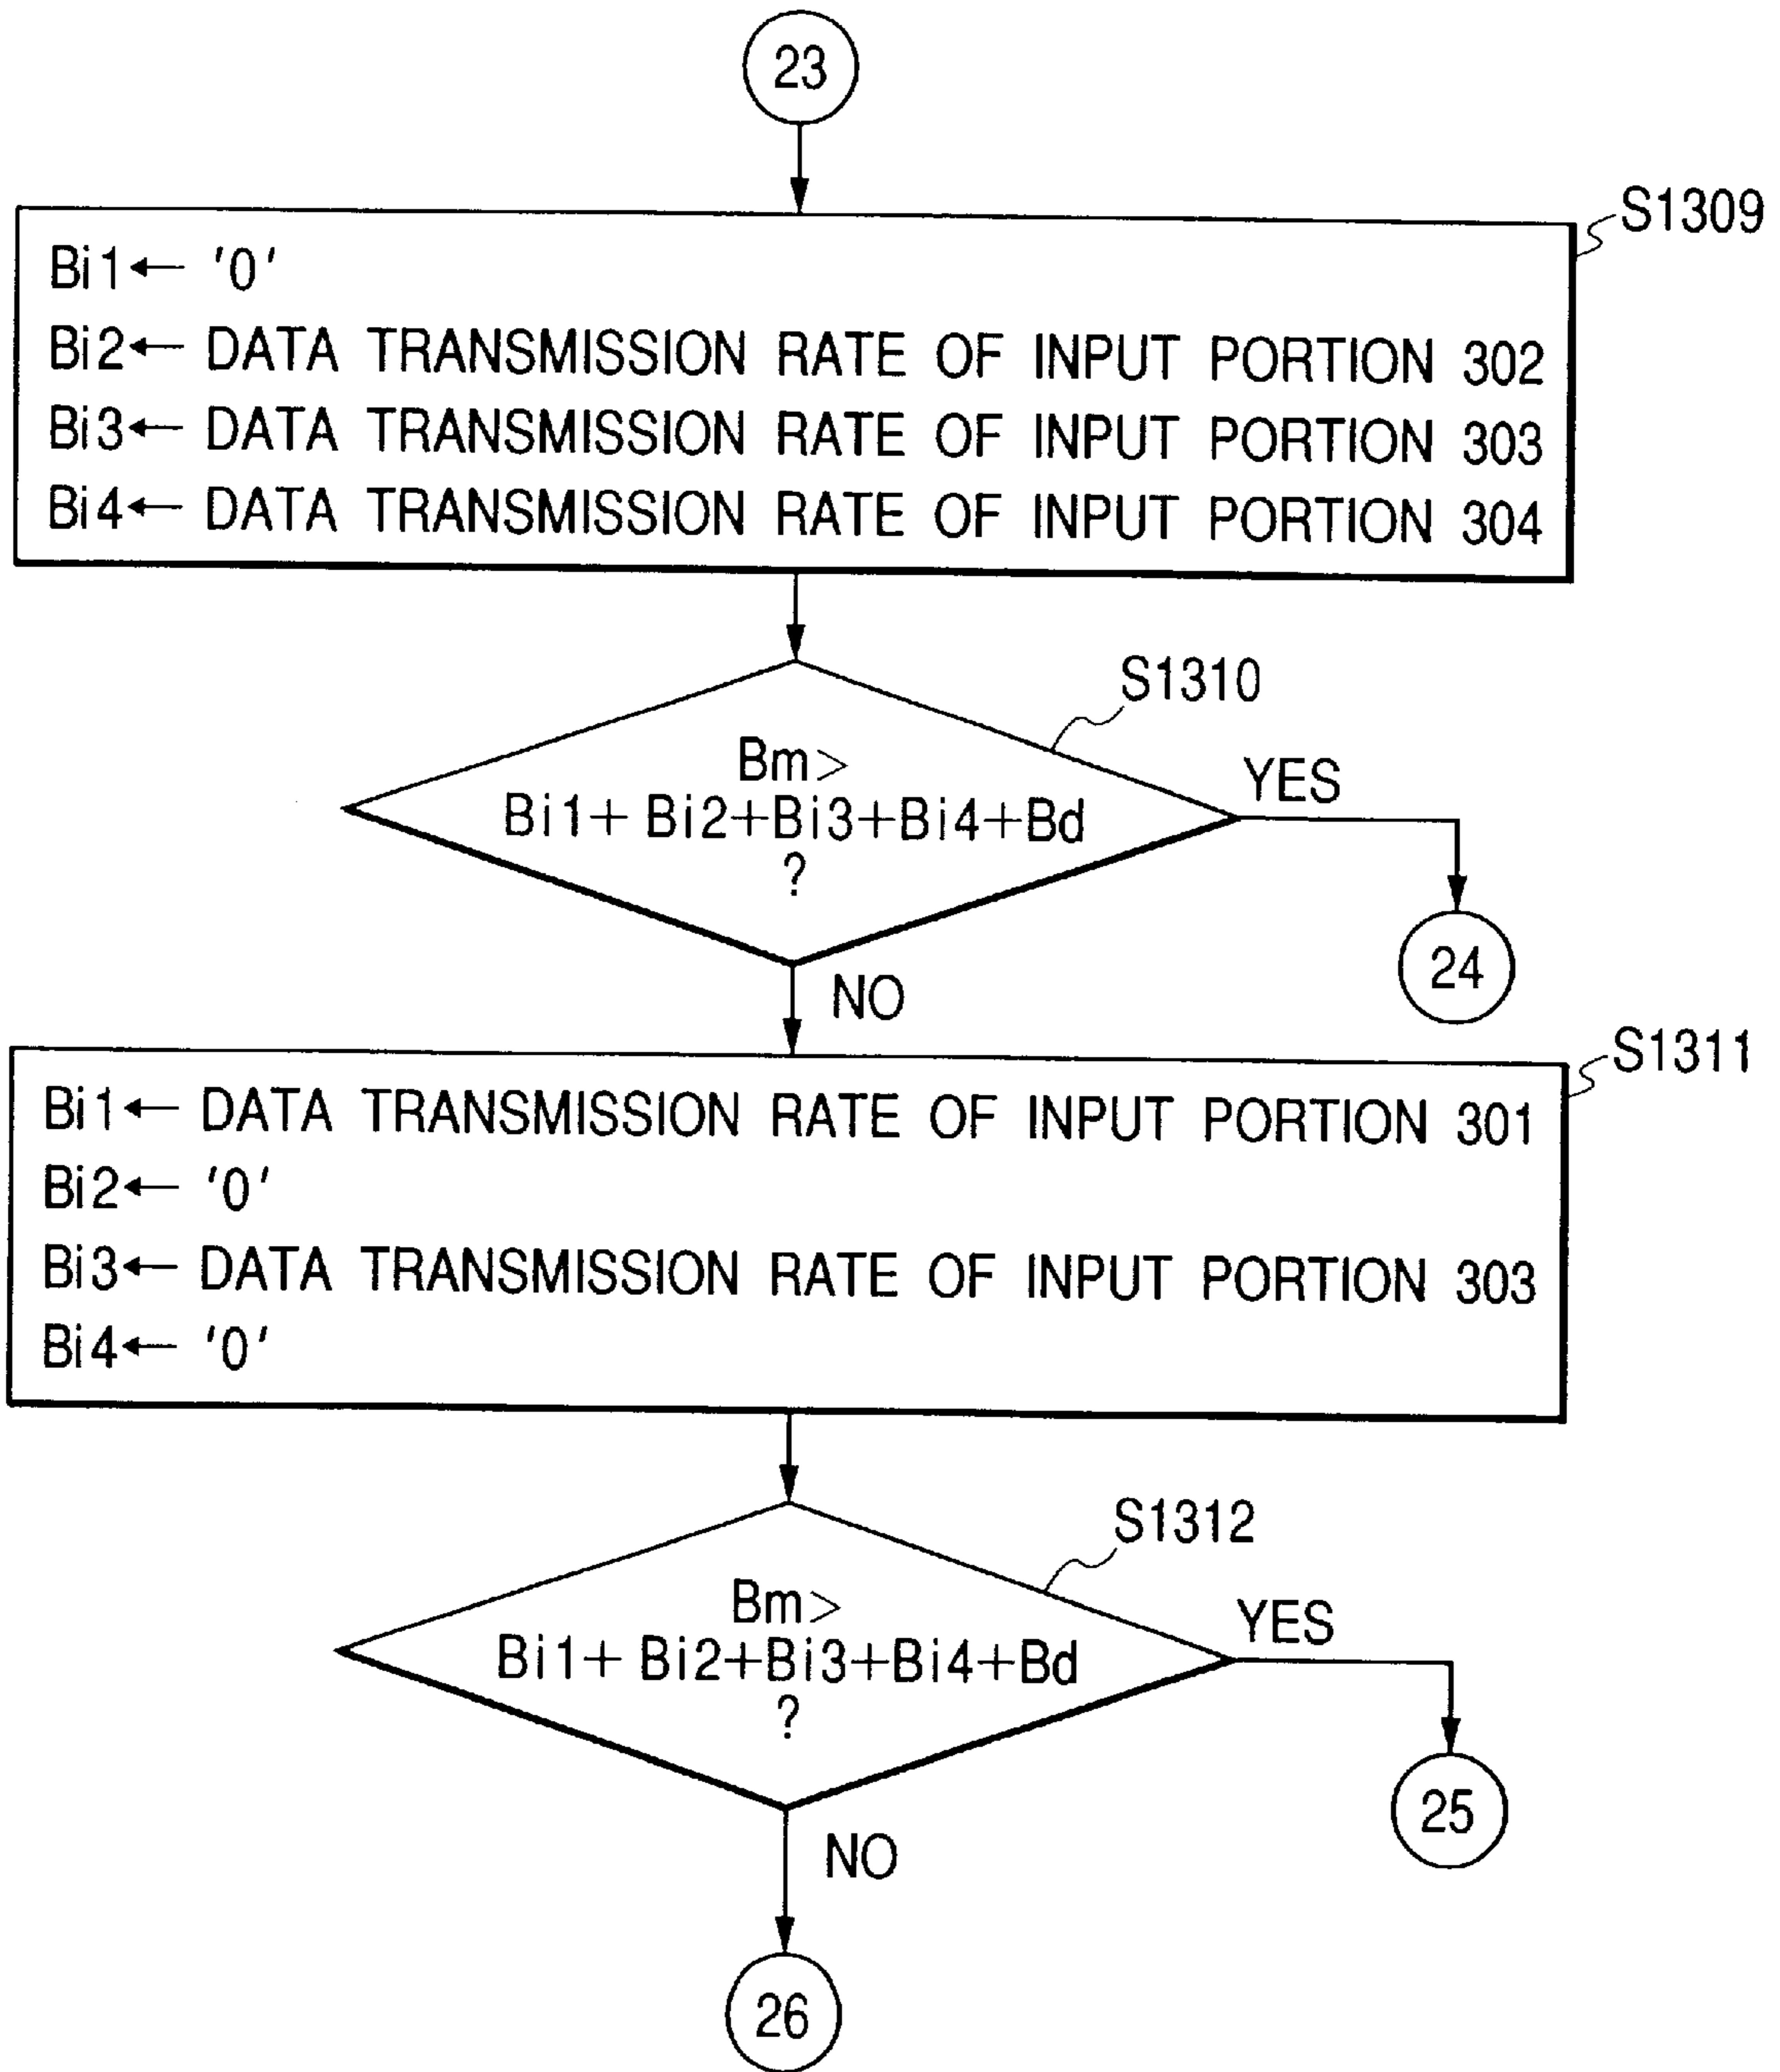 23
S1309
Bi1← '0'
Bi2← DATA TRANSMISSION RATE OF INPUT PORTION 302
Bi3← DATA TRANSMISSION RATE OF INPUT PORTION 303
Bi4← DATA TRANSMISSION RATE OF INPUT PORTION 304
S1310
Bm>
Bi1+ Bi2+Bi3+Bi4+Bd
?
YES
24
NO
S1311
Bi1← DATA TRANSMISSION RATE OF INPUT PORTION 301
Bi2← '0'
Bi3← DATA TRANSMISSION RATE OF INPUT PORTION 303
Bi4← '0'
S1312
Bm>
Bi1+ Bi2+Bi3+Bi4+Bd
?
YES
25
NO
26